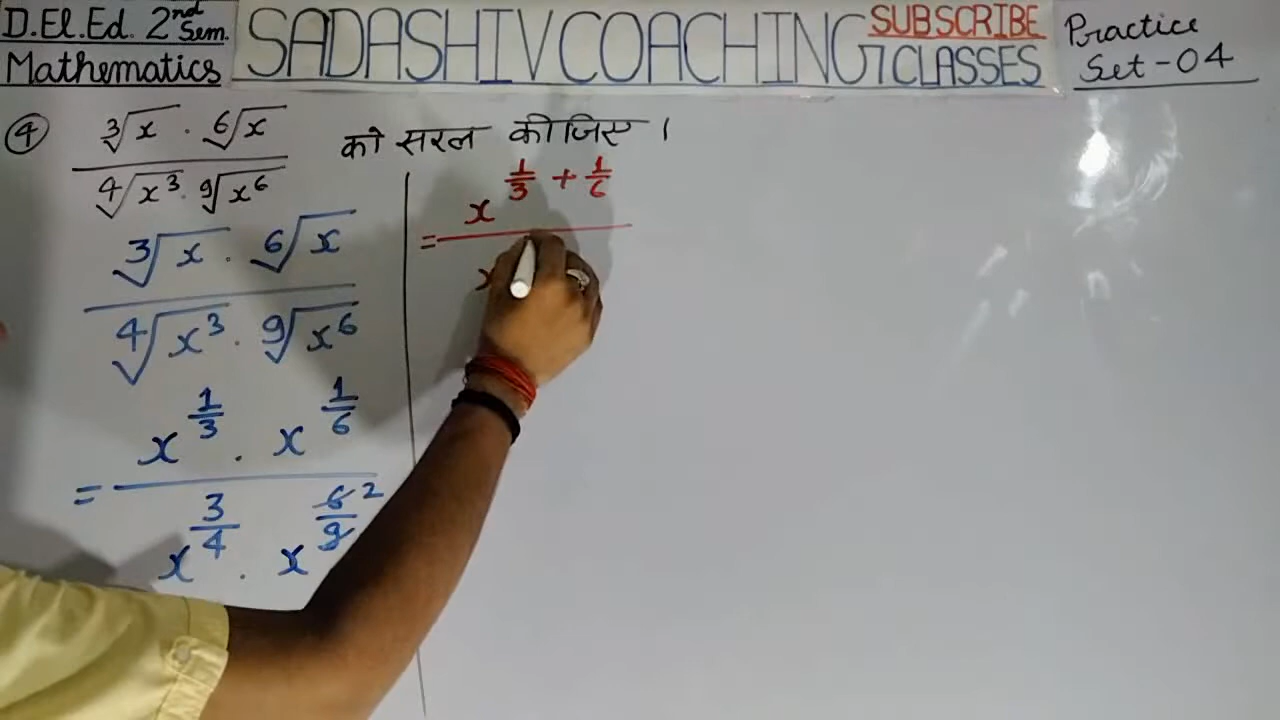 D.El.Ed. 2nd Sem.
Mathematics
SADASHIV COACHING CLASSES
SUBSCRIBE
Practice
Set-04
④ ∛x · ⁶√x / ⁴√x³ · ⁹√x⁶ को सरल कीजिए।
∛x · ⁶√x
⁴√x³ · ⁹√x⁶
= x^(1/3) · x^(1/6)
x^(3/4) · x^(6/9) 2
= x^(1/3 + 1/6)
x